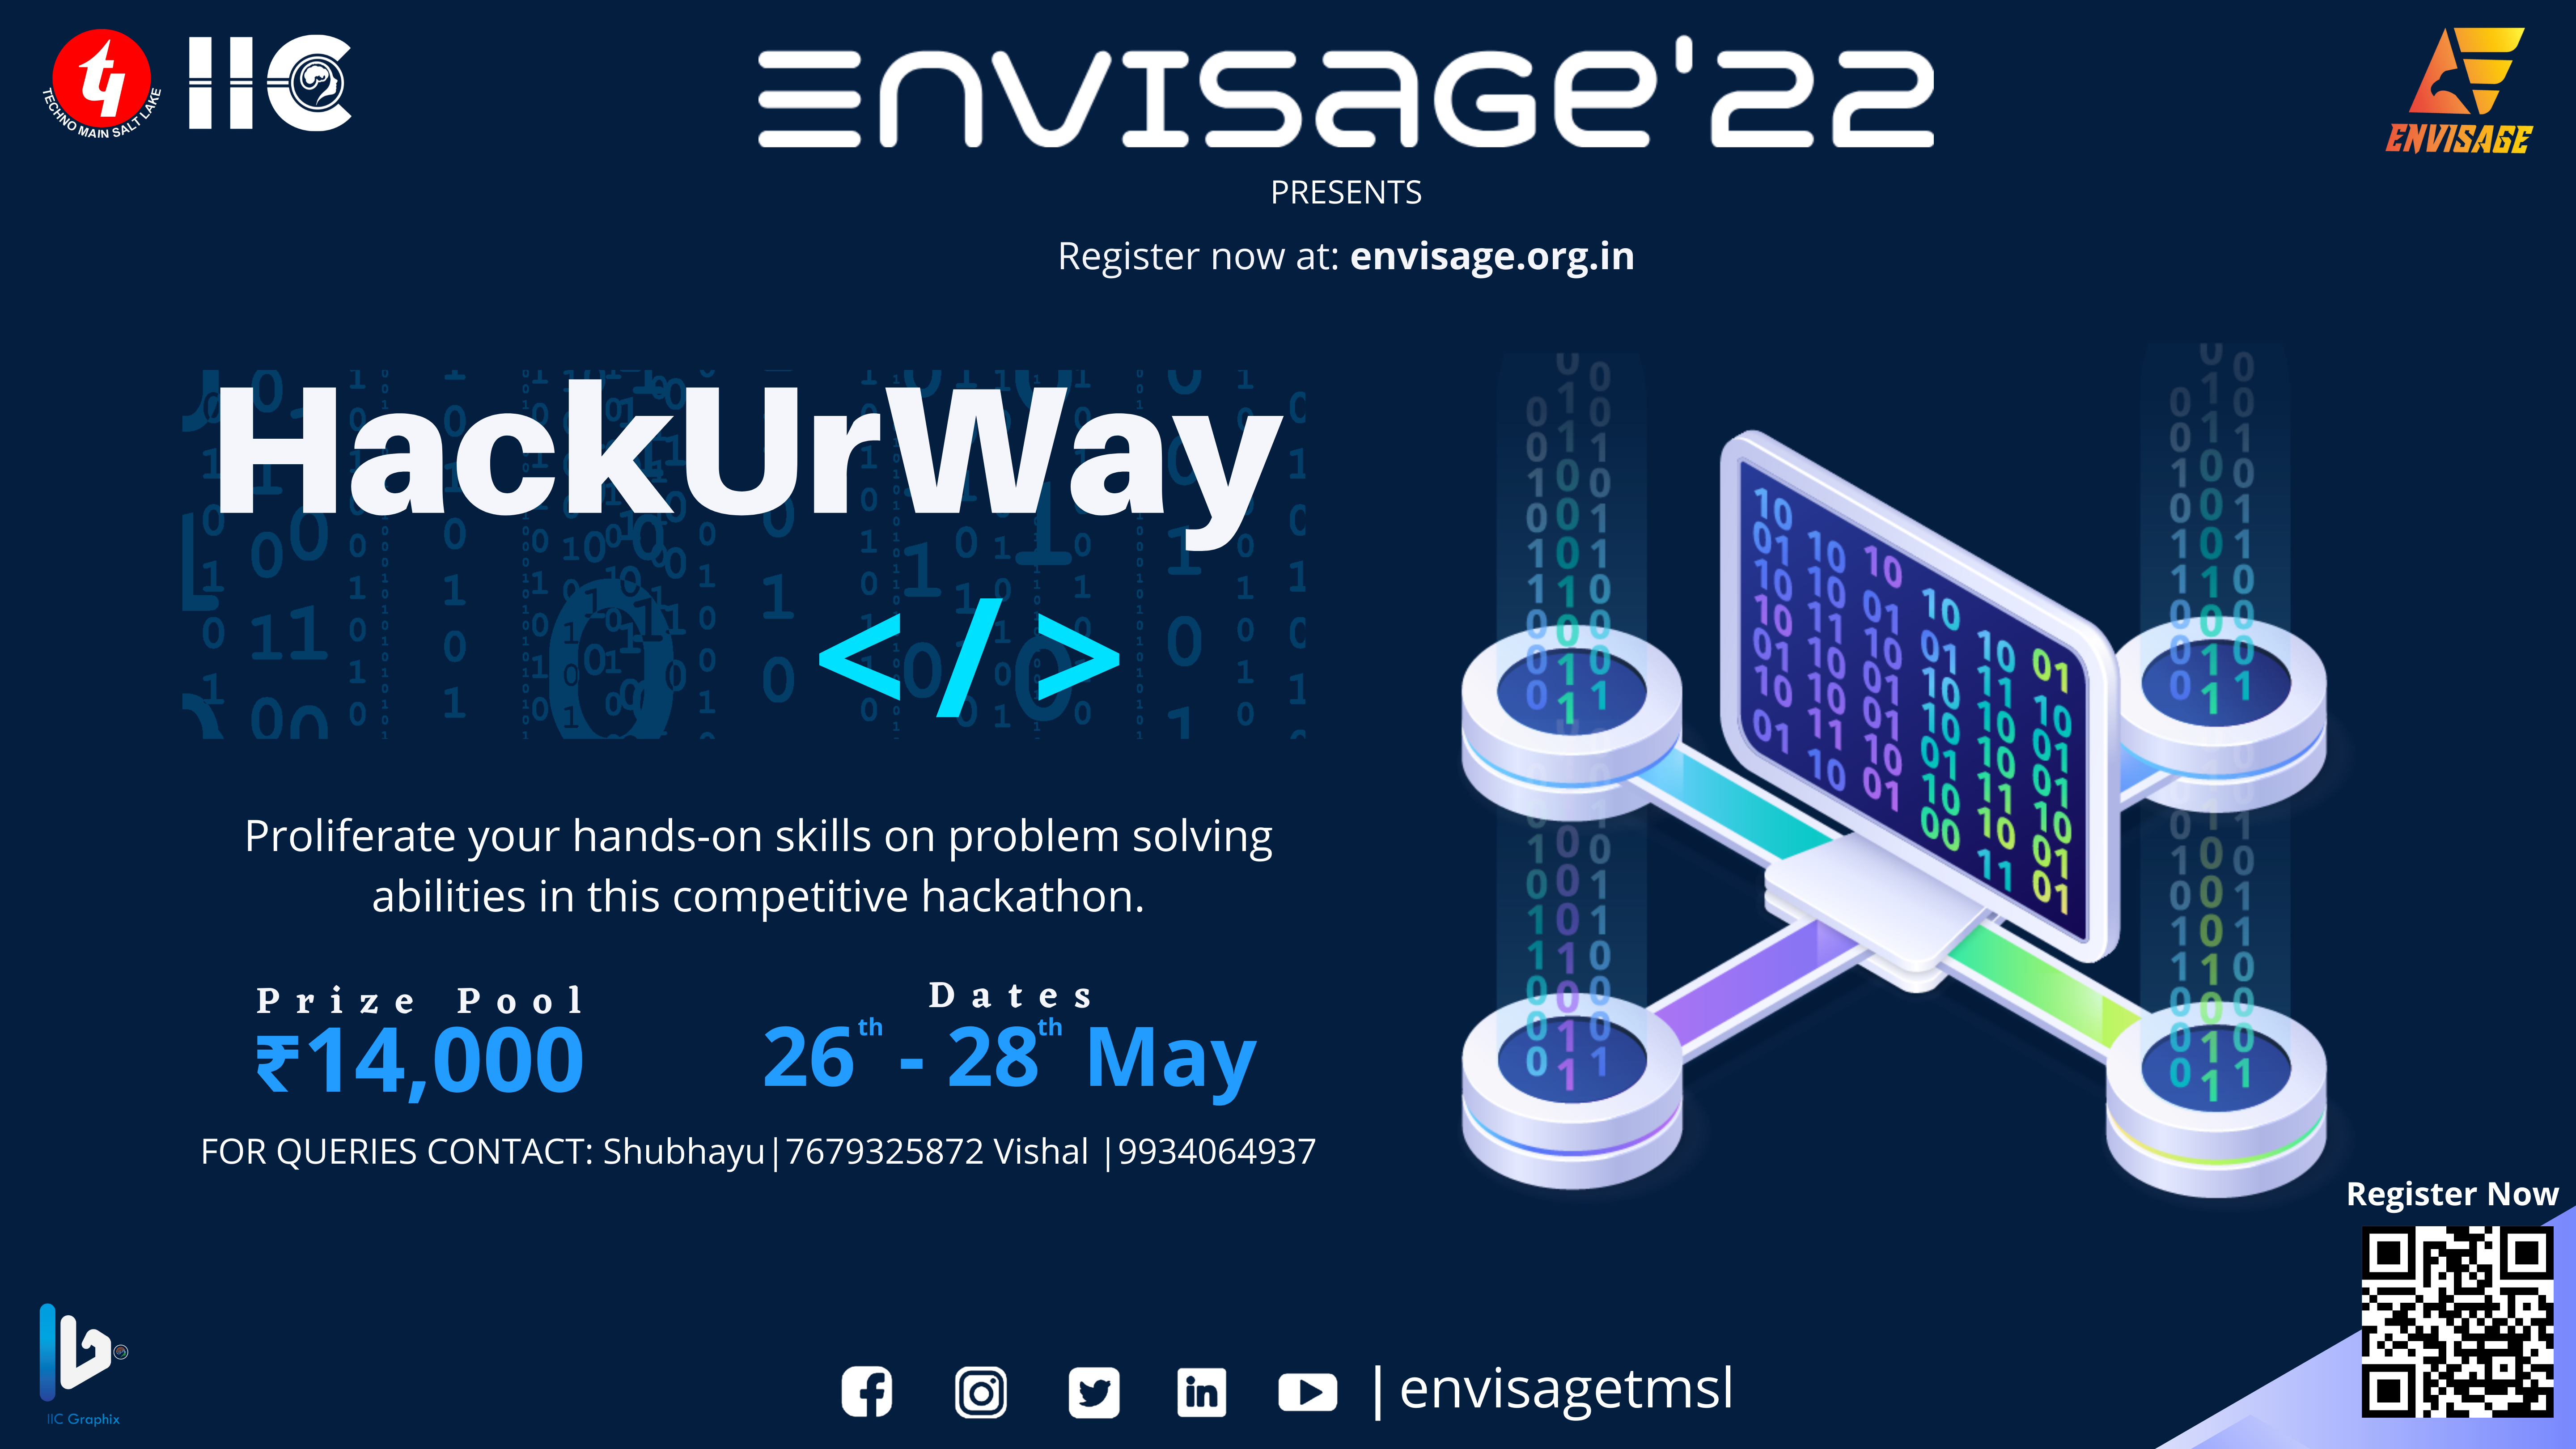 TECHNO MAIN SALT LAKE
IIC
ENVISAGE'22
ENVISAGE
PRESENTS
Register now at: envisage.org.in
HackUrWay
</>
Proliferate your hands-on skills on problem solving
abilities in this competitive hackathon.
Prize Pool
₹14,000
Dates
26th - 28th May
FOR QUERIES CONTACT: Shubhayu|7679325872 Vishal |9934064937
Register Now
IIC Graphix
| envisagetmsl